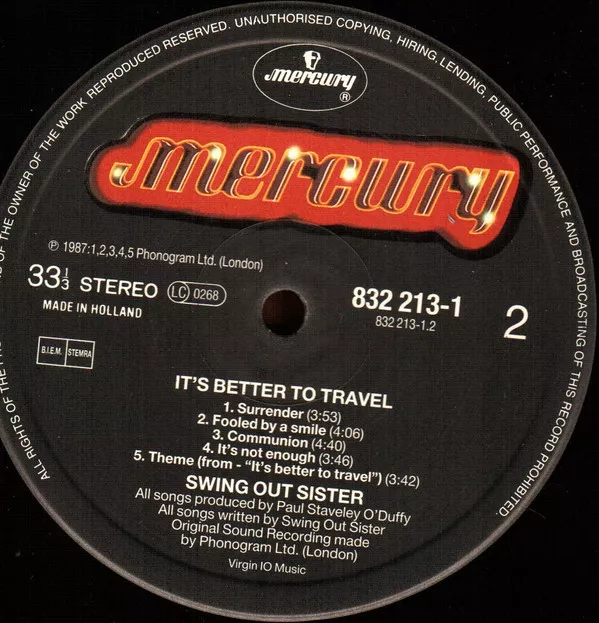 ALL RIGHTS OF THE OWNER OF THE WORK REPRODUCED RESERVED. UNAUTHORISED COPYING, HIRING, LENDING, PUBLIC PERFORMANCE AND BROADCASTING OF THIS RECORD PROHIBITED.
mercury
®
mercury
℗ 1987:1,2,3,4,5 Phonogram Ltd. (London)
33⅓ STEREO LC 0268
MADE IN HOLLAND
832 213-1
832 213-1.2
2
B.I.E.M. STEMRA
IT'S BETTER TO TRAVEL
1. Surrender (3:53)
2. Fooled by a smile (4:06)
3. Communion (4:40)
4. It's not enough (3:46)
5. Theme (from - "It's better to travel") (3:42)
SWING OUT SISTER
All songs produced by Paul Staveley O'Duffy
All songs written by Swing Out Sister
Original Sound Recording made
by Phonogram Ltd. (London)
Virgin IO Music